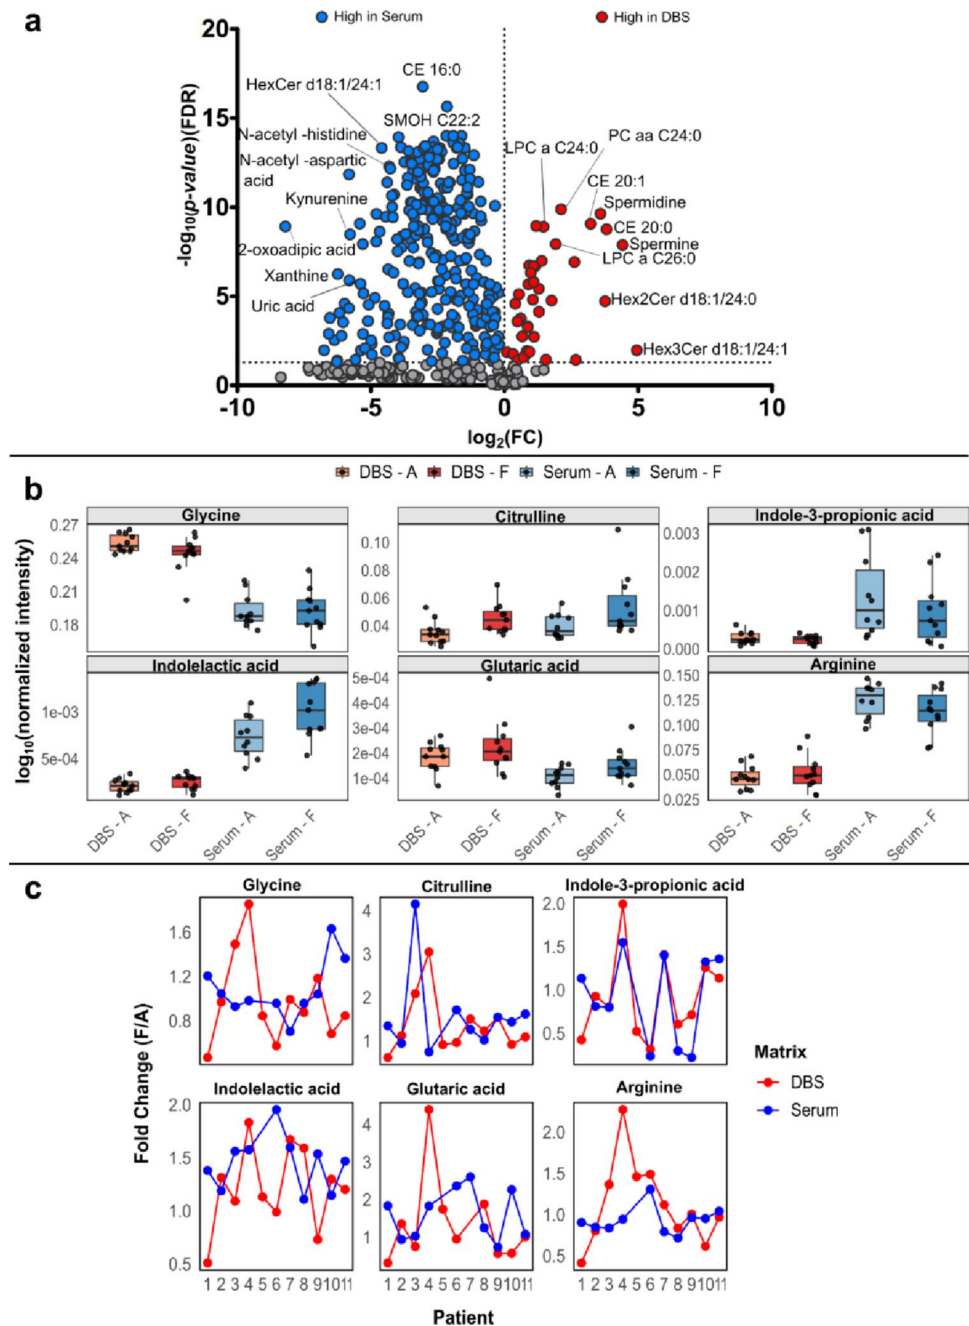 a
High in Serum
High in DBS
20
15
10
5
0
-log10(p-value)(FDR)
CE 16:0
HexCer d18:1/24:1
SMOH C22:2
N-acetyl -histidine
N-acetyl -aspartic
acid
Kynurenine
2-oxoadipic acid
Xanthine
Uric acid
LPC a C24:0
PC aa C24:0
CE 20:1
Spermidine
CE 20:0
Spermine
LPC a C26:0
Hex2Cer d18:1/24:0
Hex3Cer d18:1/24:1
-10
-5
0
5
10
log2(FC)
b
DBS - A
DBS - F
Serum - A
Serum - F
log10(normalized intensity)
Glycine
0.27
0.24
0.21
0.18
Citrulline
0.10
0.08
0.06
0.04
Indole-3-propionic acid
0.003
0.002
0.001
0.000
Indolelactic acid
1e-03
5e-04
Glutaric acid
5e-04
4e-04
3e-04
2e-04
1e-04
Arginine
0.150
0.125
0.100
0.075
0.050
0.025
DBS - A
DBS - F
Serum - A
Serum - F
c
Fold Change (F/A)
Glycine
1.6
1.2
0.8
Citrulline
4
3
2
1
Indole-3-propionic acid
2.0
1.5
1.0
0.5
Indolelactic acid
2.0
1.5
1.0
0.5
Glutaric acid
4
3
2
1
Arginine
2.0
1.5
1.0
0.5
1 2 3 4 5 6 7 8 9 10 11
1 2 3 4 5 6 7 8 9 10 11
1 2 3 4 5 6 7 8 9 10 11
Patient
Matrix
DBS
Serum